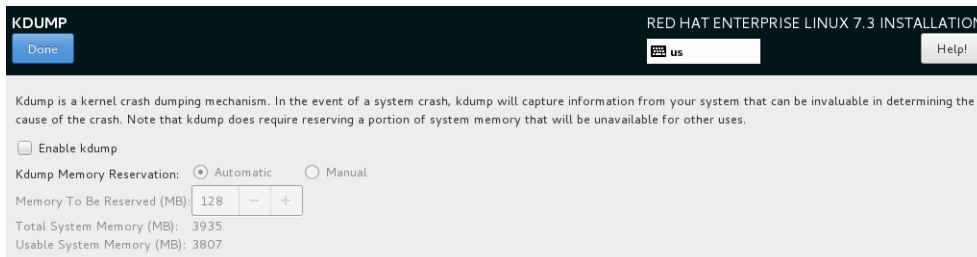 KDUMP
RED HAT ENTERPRISE LINUX 7.3 INSTALLATION
Done
us
Help!
Kdump is a kernel crash dumping mechanism. In the event of a system crash, kdump will capture information from your system that can be invaluable in determining the
cause of the crash. Note that kdump does require reserving a portion of system memory that will be unavailable for other uses.
Enable kdump
Kdump Memory Reservation: Automatic Manual
Memory To Be Reserved (MB): 128 − +
Total System Memory (MB): 3935
Usable System Memory (MB): 3807